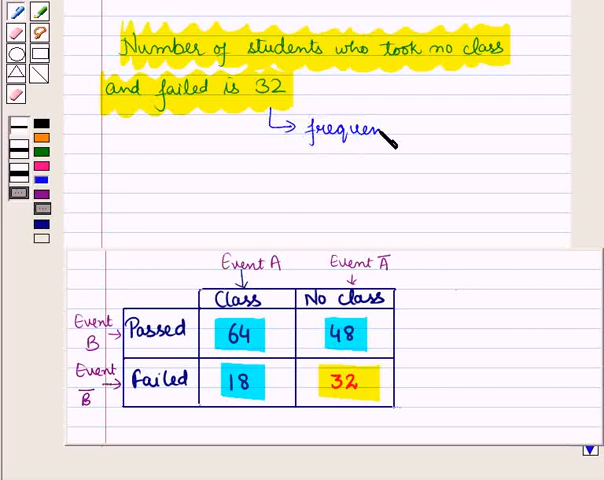 Number of students who took no class
and failed is 32
frequen
Event A Event A̅
Class No class
Event B Passed 64 48
Event B̅ Failed 18 32